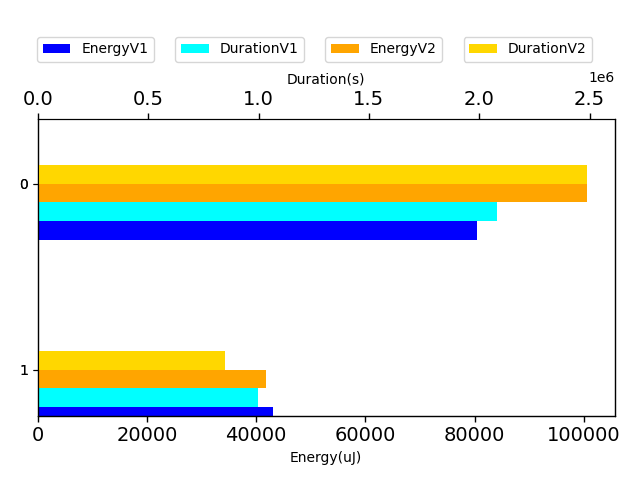 EnergyV1 DurationV1 EnergyV2 DurationV2
Duration(s)
1e6
0.0 0.5 1.0 1.5 2.0 2.5
0
1
0 20000 40000 60000 80000 100000
Energy(uJ)